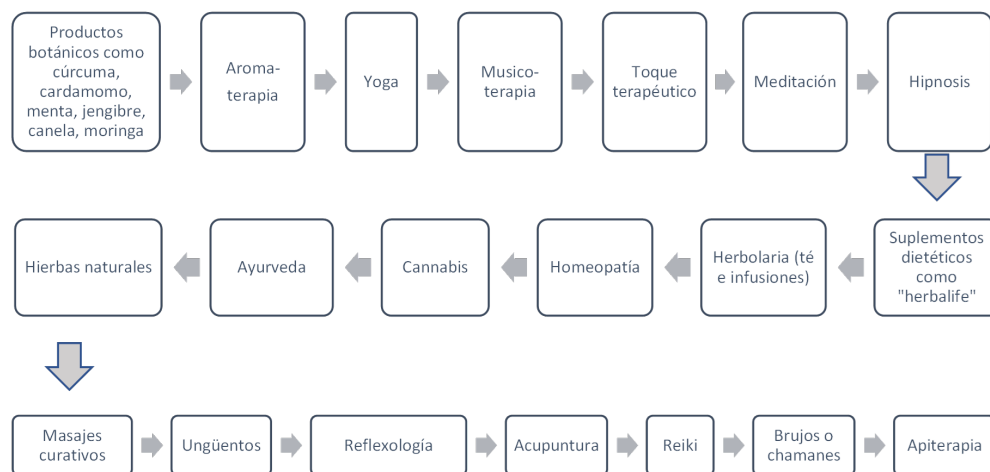 Productos
botánicos como
cúrcuma,
cardamomo,
menta, jengibre,
canela, moringa
Aroma-
terapia
Yoga
Musico-
terapia
Toque
terapéutico
Meditación
Hipnosis
Hierbas naturales
Ayurveda
Cannabis
Homeopatía
Herbolaria (té
e infusiones)
Suplementos
dietéticos
como
"herbalife"
Masajes
curativos
Ungüentos
Reflexología
Acupuntura
Reiki
Brujos o
chamanes
Apiterapia